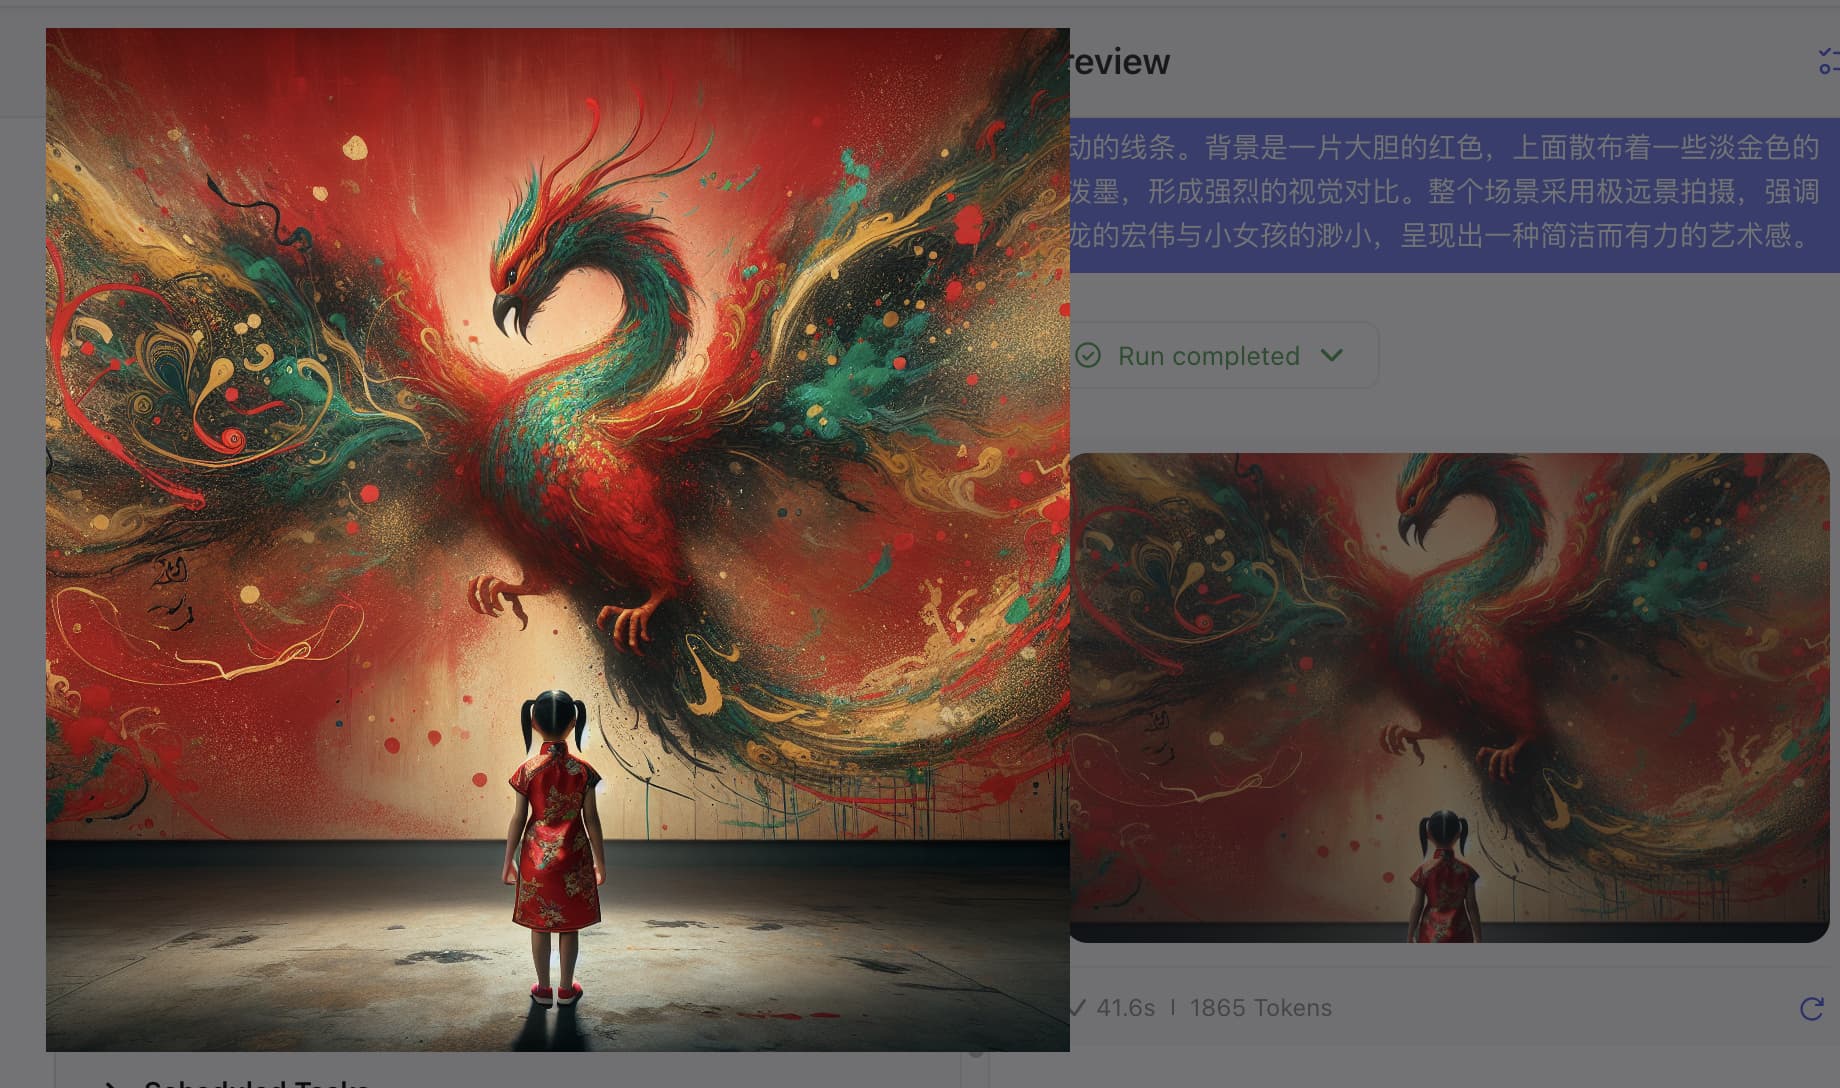 review
动的线条。背景是一片大胆的红色，上面散布着一些淡金色的
泼墨，形成强烈的视觉对比。整个场景采用极远景拍摄，强调
龙的宏伟与小女孩的渺小，呈现出一种简洁而有力的艺术感。
Run completed
41.6s | 1865 Tokens
Scheduled Tasks